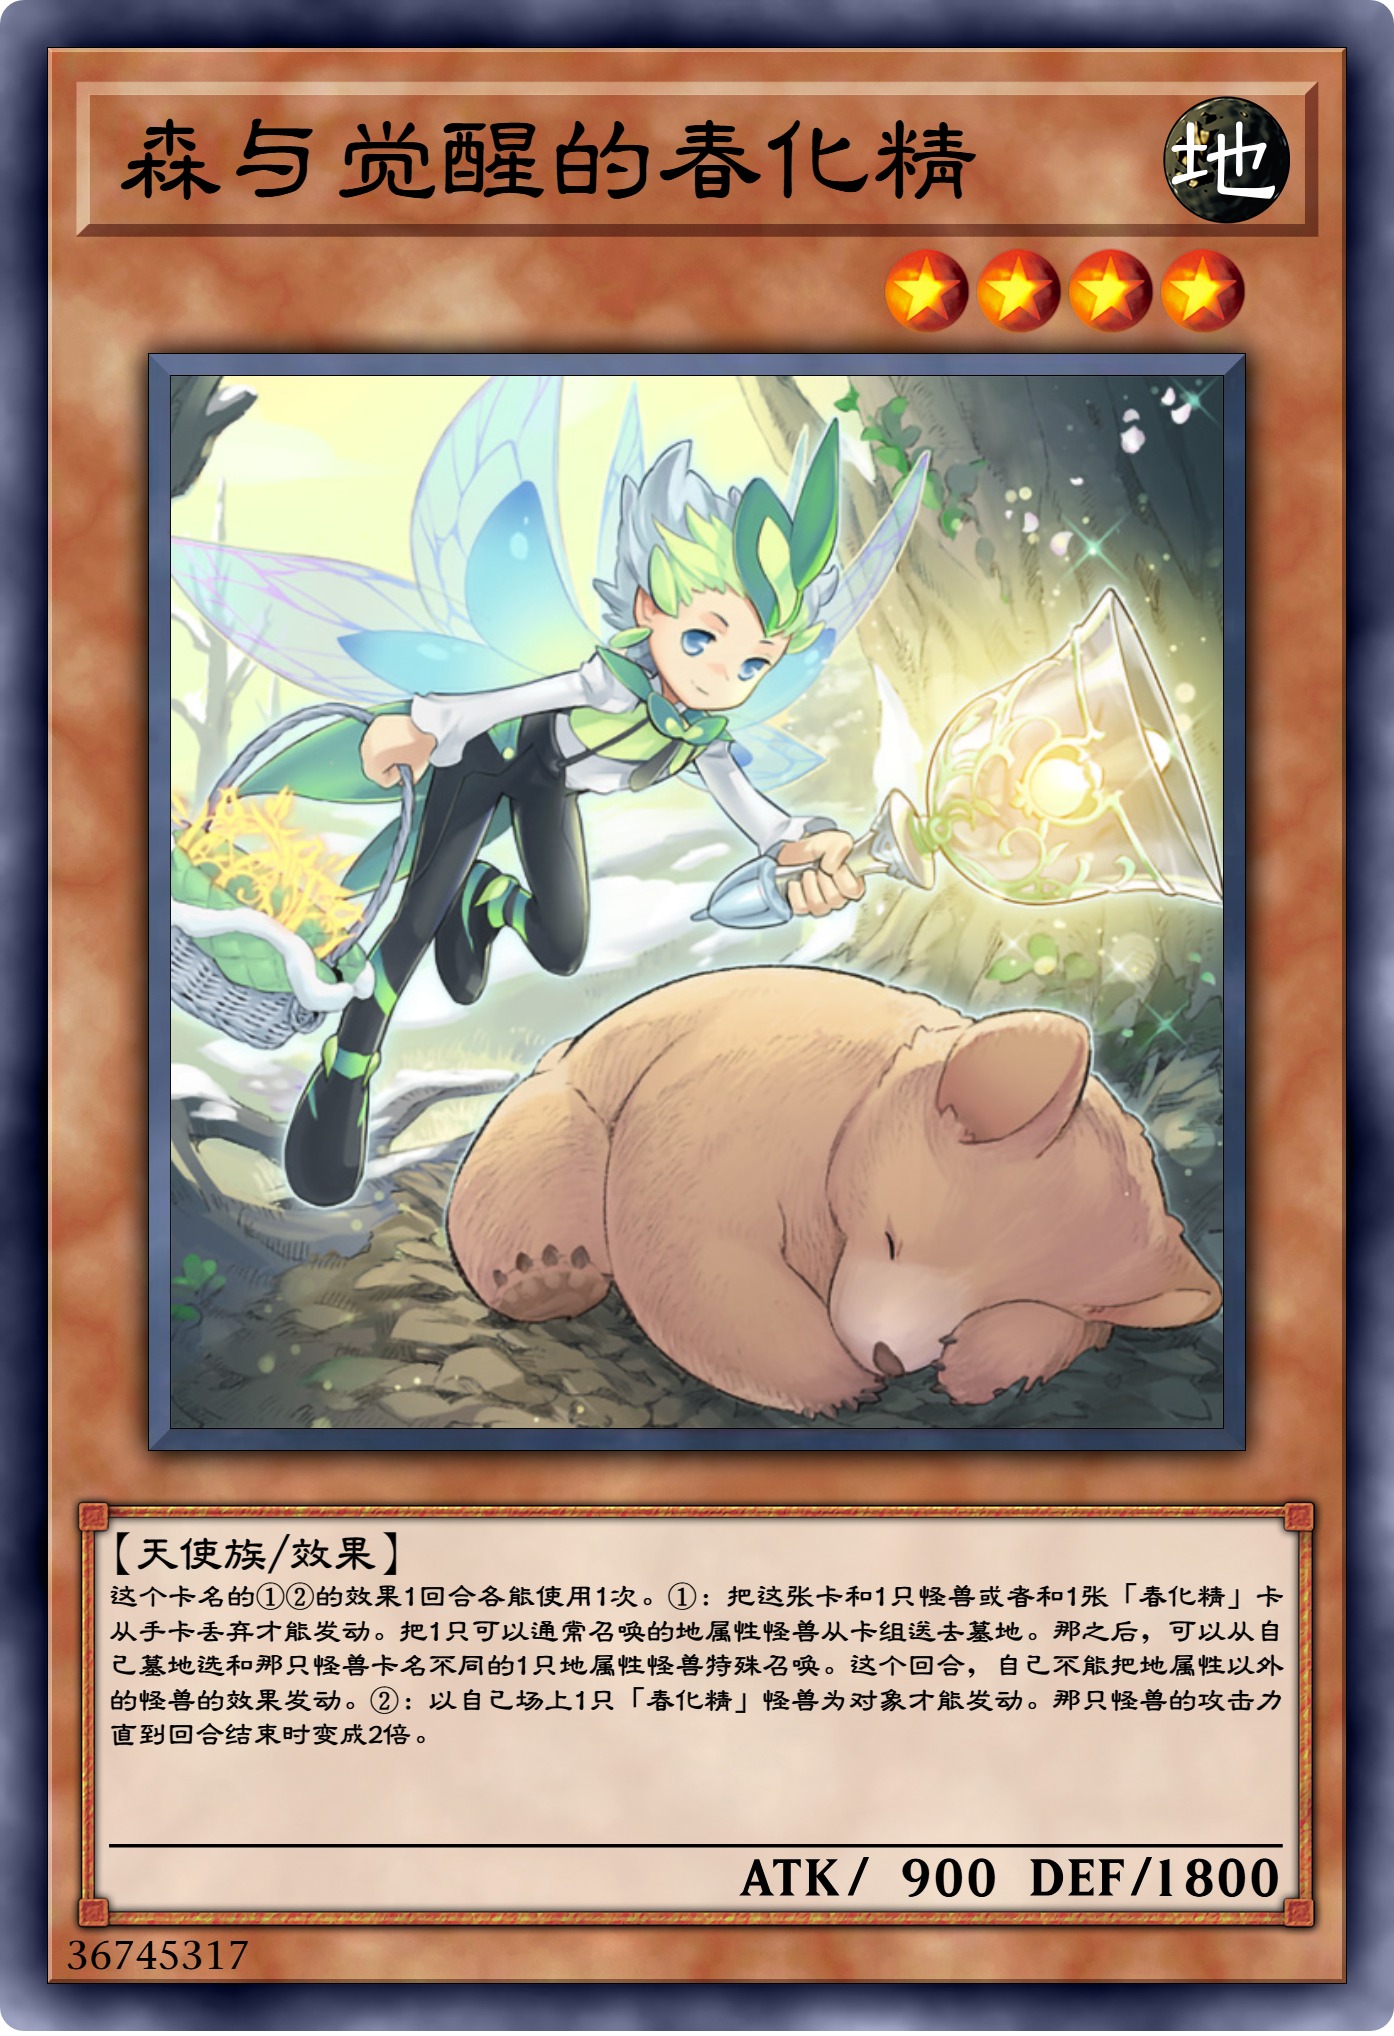 森与觉醒的春化精
地
【天使族/效果】
这个卡名的①②的效果1回合各能使用1次。①：把这张卡和1只怪兽或者和1张「春化精」卡
从手卡丢弃才能发动。把1只可以通常召唤的地属性怪兽从卡组送去墓地。那之后，可以从自
己墓地选和那只怪兽卡名不同的1只地属性怪兽特殊召唤。这个回合，自己不能把地属性以外
的怪兽的效果发动。②：以自己场上1只「春化精」怪兽为对象才能发动。那只怪兽的攻击力
直到回合结束时变成2倍。
ATK/ 900 DEF/1800
36745317